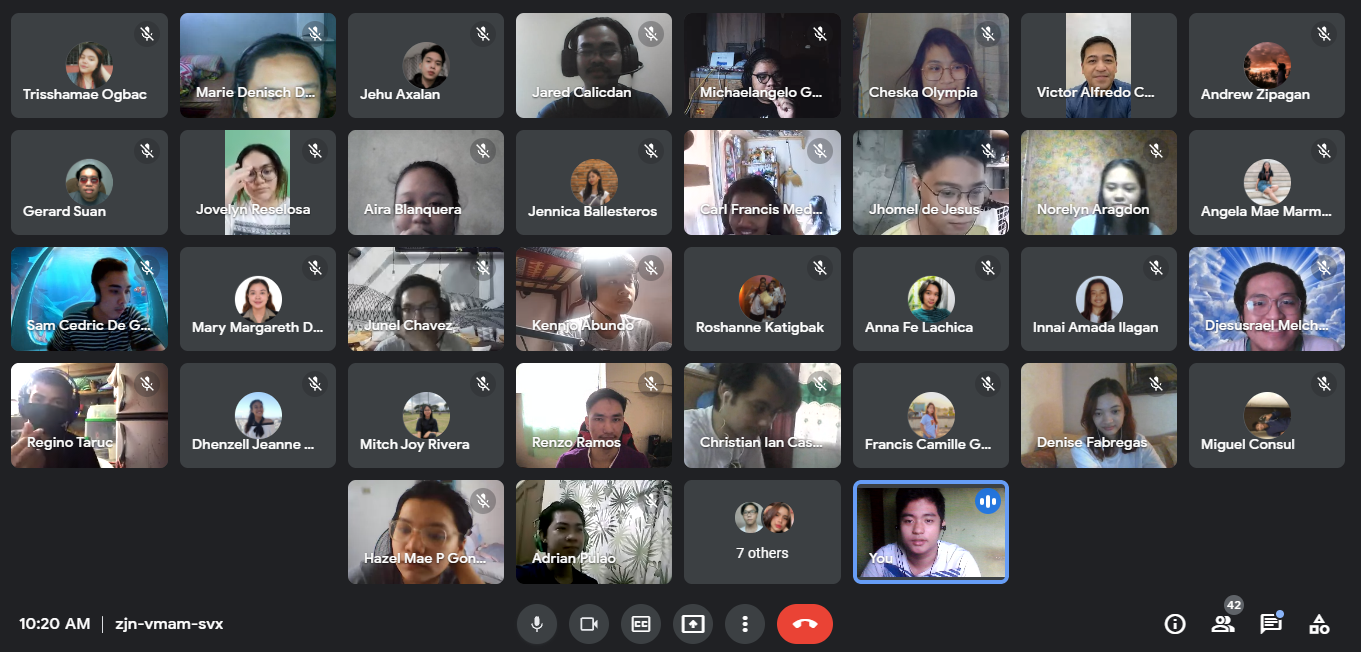 Trisshamae Ogbac
Marie Denisch D...
Jehu Axalan
Jared Calicdan
Michaelangelo G...
Cheska Olympia
Victor Alfredo C...
Andrew Zipagan
Gerard Suan
Jovelyn Reselosa
Aira Blanquera
Jennica Ballesteros
Carl Francis Med...
Jhomel de Jesus
Norelyn Aragdon
Angela Mae Marm...
Sam Cedric De G...
Mary Margareth D...
Junel Chavez
Kennjo Abundo
Roshanne Katigbak
Anna Fe Lachica
Innai Amada Ilagan
Djesusrael Melch...
Regino Taruc
Dhenzell Jeanne ...
Mitch Joy Rivera
Renzo Ramos
Christian Ian Cas...
Francis Camille G...
Denise Fabregas
Miguel Consul
Hazel Mae P Gon...
Adrian Pulao
7 others
You
10:20 AM | zjn-vmam-svx
CC
42